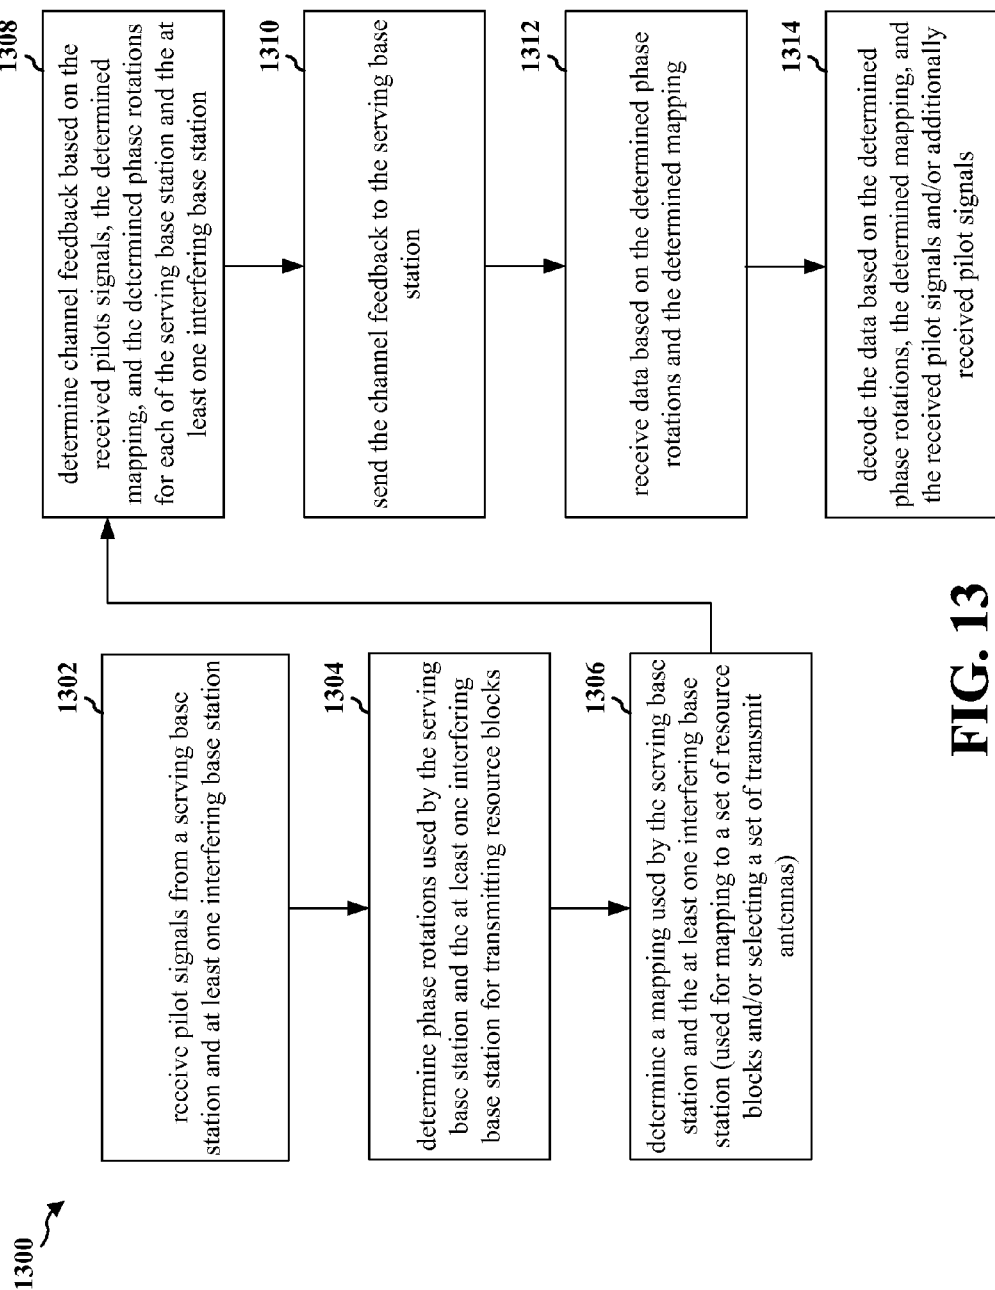 1300
1302
receive pilot signals from a serving base
station and at least one interfering base station
1304
determine phase rotations used by the serving
base station and the at least one interfering
base station for transmitting resource blocks
1306
determine a mapping used by the serving base
station and the at least one interfering base
station (used for mapping to a set of resource
blocks and/or selecting a set of transmit
antennas)
1308
determine channel feedback based on the
received pilots signals, the determined
mapping, and the determined phase rotations
for each of the serving base station and the at
least one interfering base station
1310
send the channel feedback to the serving base
station
1312
receive data based on the determined phase
rotations and the determined mapping
1314
decode the data based on the determined
phase rotations, the determined mapping, and
the received pilot signals and/or additionally
received pilot signals
FIG. 13